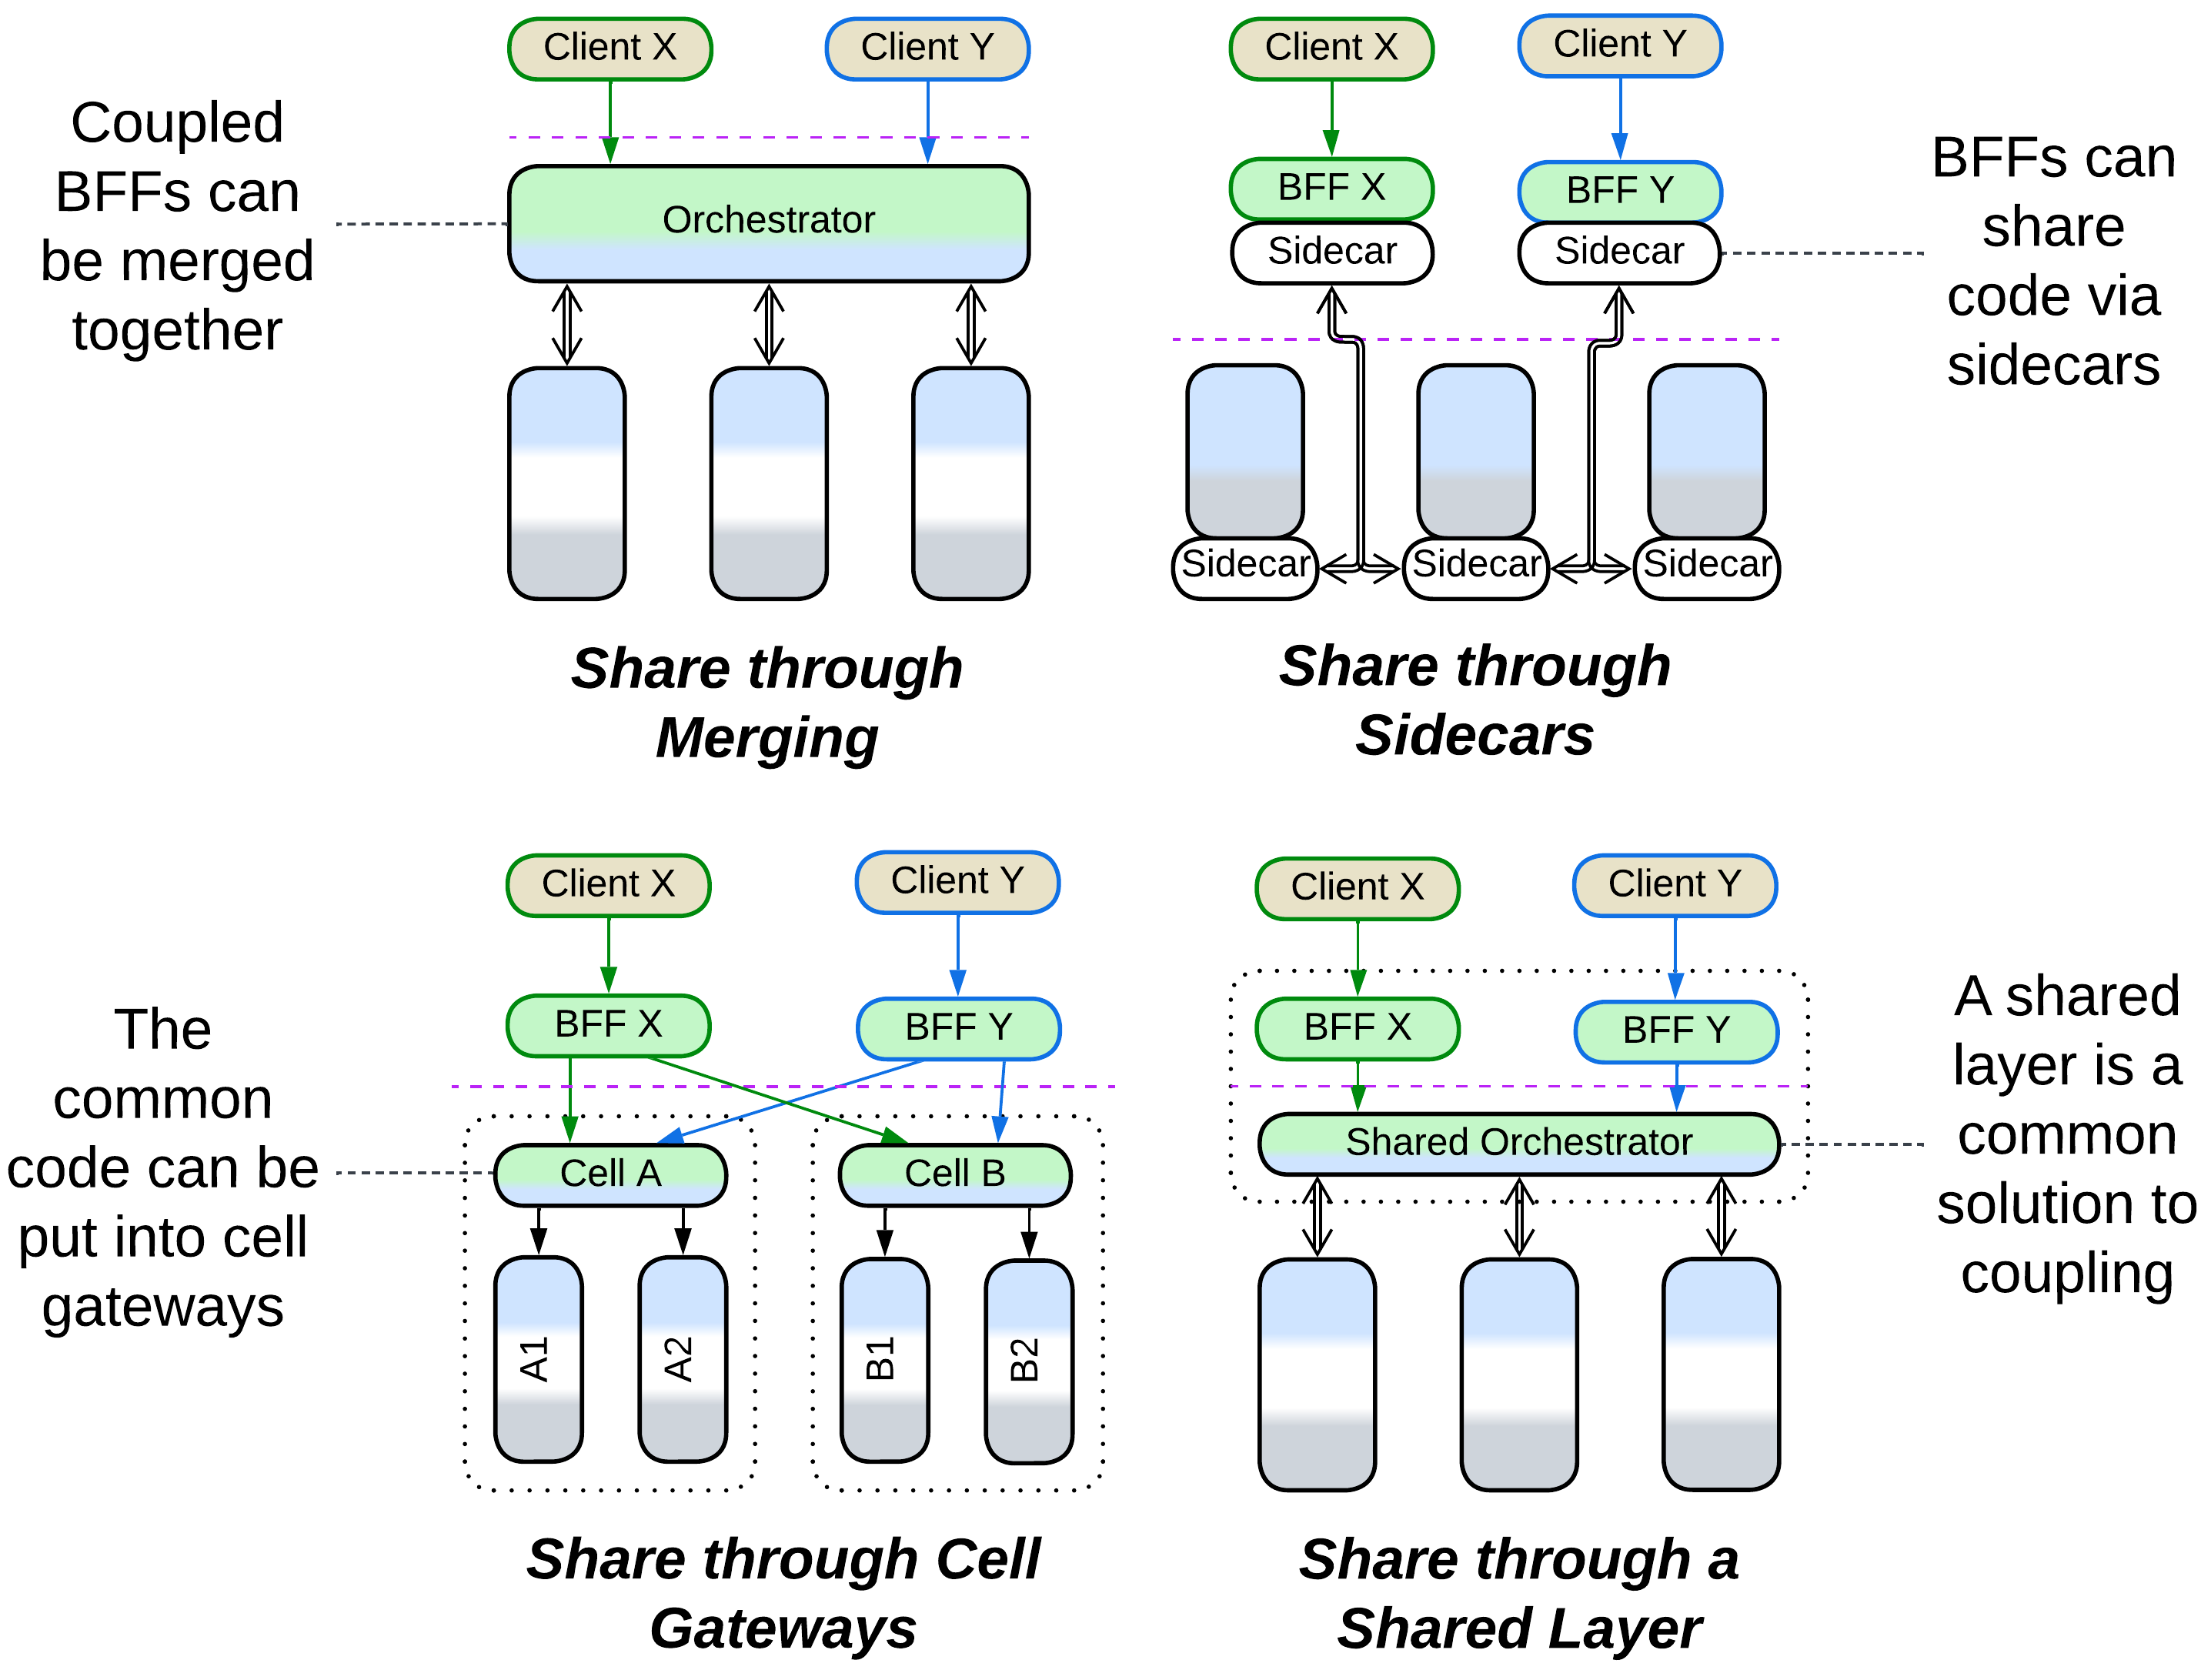 Client X
Client Y
Coupled
BFFs can
be merged
together
Orchestrator
Share through
Merging
Client X
Client Y
BFF X
BFF Y
Sidecar
Sidecar
BFFs can
share
code via
sidecars
Sidecar
Sidecar
Sidecar
Share through
Sidecars
Client X
Client Y
BFF X
BFF Y
The
common
code can be
put into cell
gateways
Cell A
Cell B
A1
A2
B1
B2
Share through Cell
Gateways
Client X
Client Y
BFF X
BFF Y
Shared Orchestrator
A shared
layer is a
common
solution to
coupling
Share through a
Shared Layer